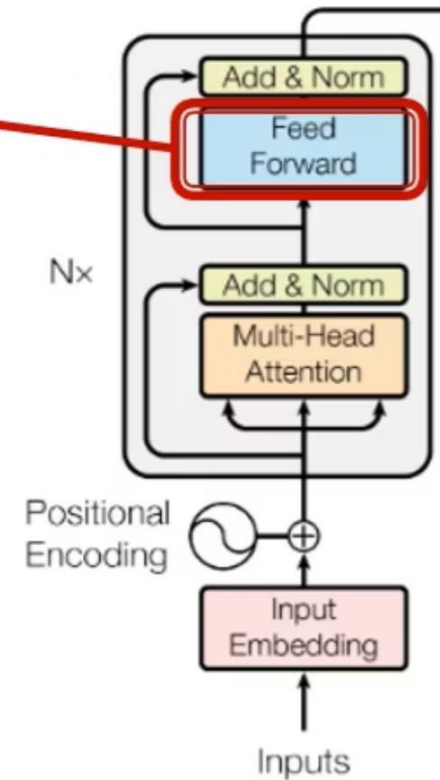 Add & Norm
Feed
Forward
Nx
Add & Norm
Multi-Head
Attention
Positional
Encoding
Input
Embedding
Inputs